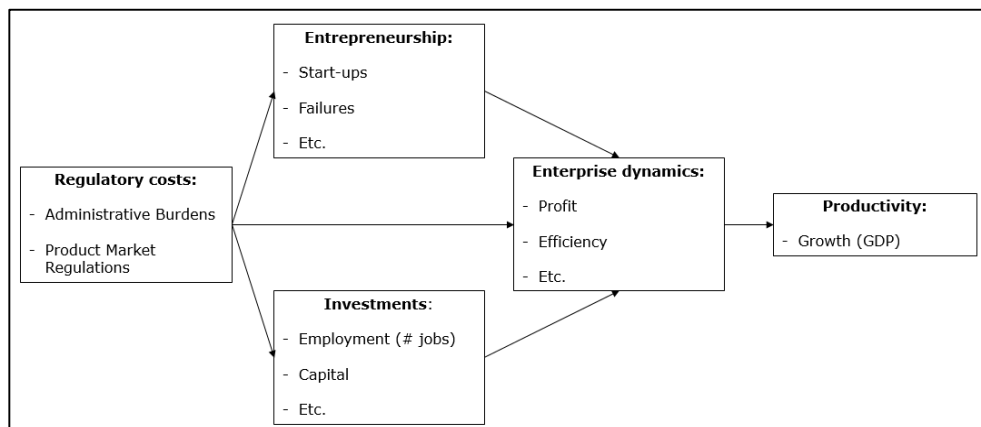 Entrepreneurship:
- Start-ups
- Failures
- Etc.
Regulatory costs:
- Administrative Burdens
- Product Market
Regulations
Enterprise dynamics:
- Profit
- Efficiency
- Etc.
Productivity:
- Growth (GDP)
Investments:
- Employment (# jobs)
- Capital
- Etc.